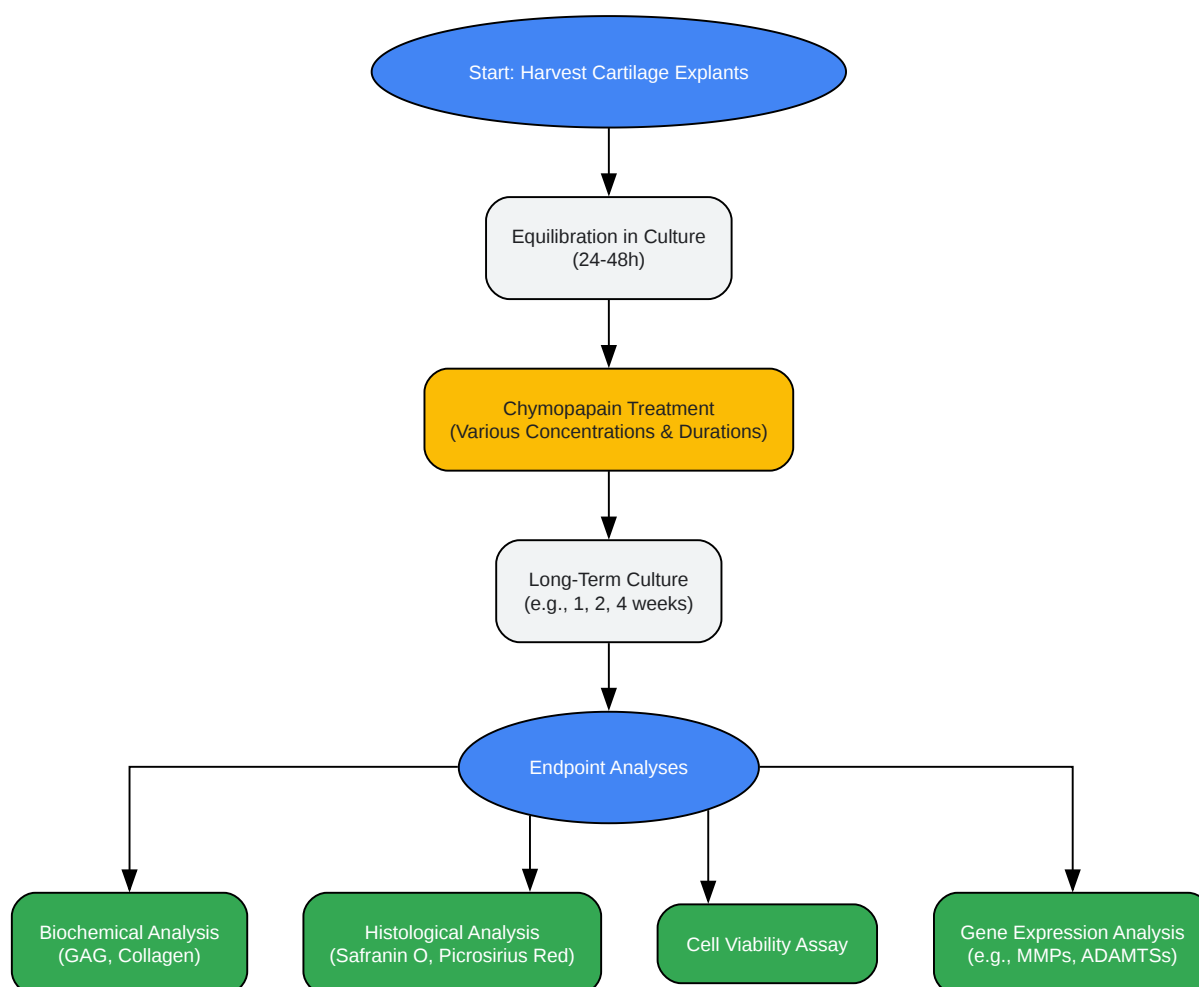 Start: Harvest Cartilage Explants
Equilibration in Culture
(24-48h)
Chymopapain Treatment
(Various Concentrations & Durations)
Long-Term Culture
(e.g., 1, 2, 4 weeks)
Endpoint Analyses
Biochemical Analysis
(GAG, Collagen)
Histological Analysis
(Safranin O, Picrosirius Red)
Cell Viability Assay
Gene Expression Analysis
(e.g., MMPs, ADAMTSs)